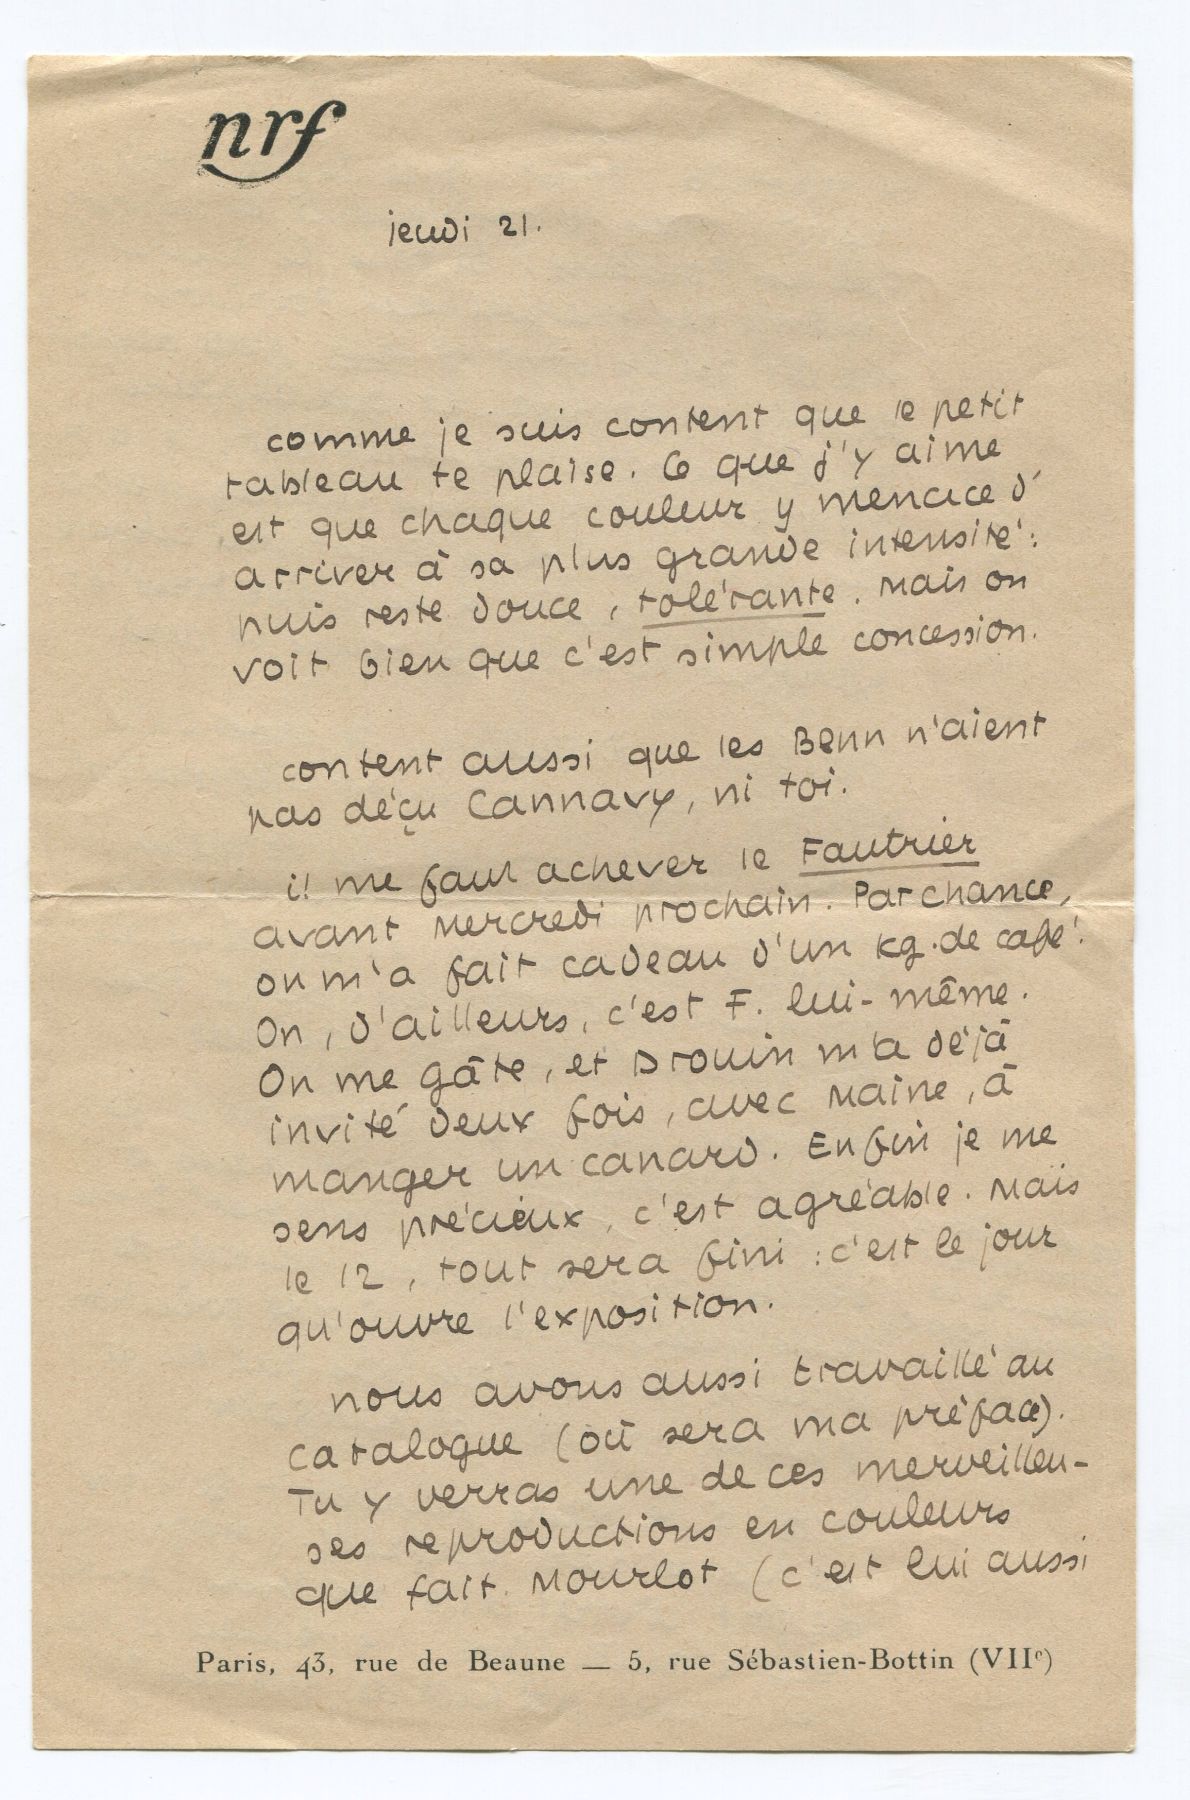 nrf
jeudi 21.
comme je suis content que le petit
tableau te plaise. Ce que j'y aime
est que chaque couleur y menace d'
arriver à sa plus grande intensité :
puis reste douce, tolérante. Mais on
voit bien que c'est simple concession.
content aussi que les Benn n'aient
pas déçu Cannavy, ni toi.
il me faut achever le Fautrier
avant Mercredi prochain. Par chance,
on m'a fait cadeau d'un kg. de café.
On, d'ailleurs, c'est F. lui-même.
On me gâte, et Drouin m'a déjà
invité deux fois, avec Maine, à
manger un canard. Enfin je me
sens précieux, c'est agréable. Mais
le 12, tout sera fini : c'est le jour
qu'ouvre l'exposition.
nous avons aussi travaillé au
catalogue (où sera ma préface).
Tu y verras une de ces merveilleu-
ses reproductions en couleurs
que fait Mourlot (c'est lui aussi
Paris, 43, rue de Beaune — 5, rue Sébastien-Bottin (VIIe)